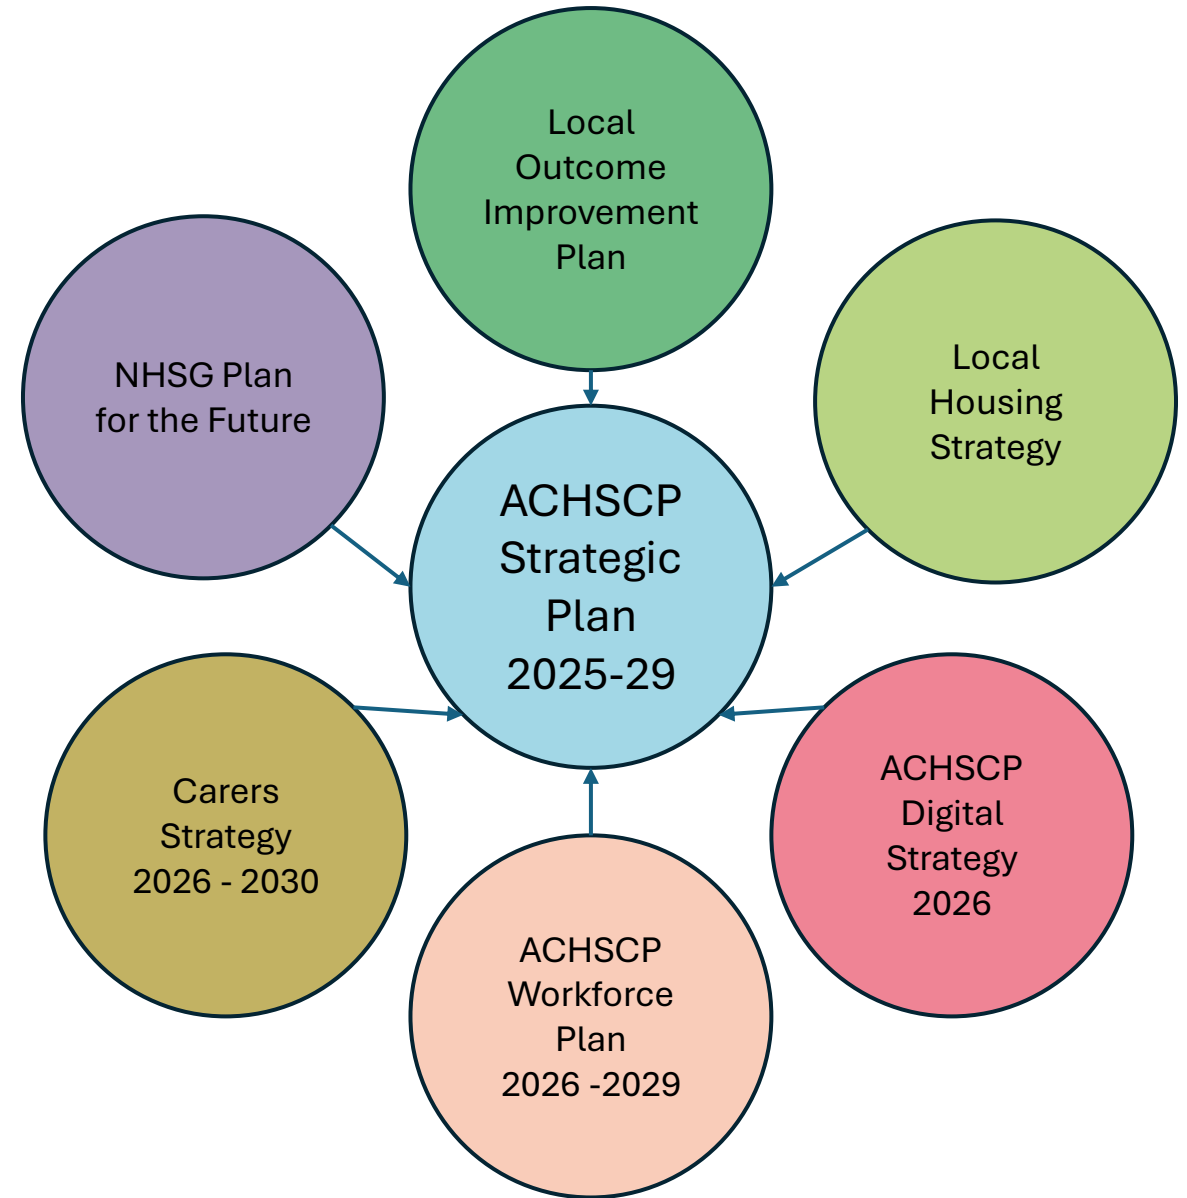 Local
Outcome
Improvement
Plan
NHSG Plan
for the Future
Local
Housing
Strategy
ACHSCP
Strategic
Plan
2025-29
Carers
Strategy
2026 - 2030
ACHSCP
Digital
Strategy
2026
ACHSCP
Workforce
Plan
2026 -2029